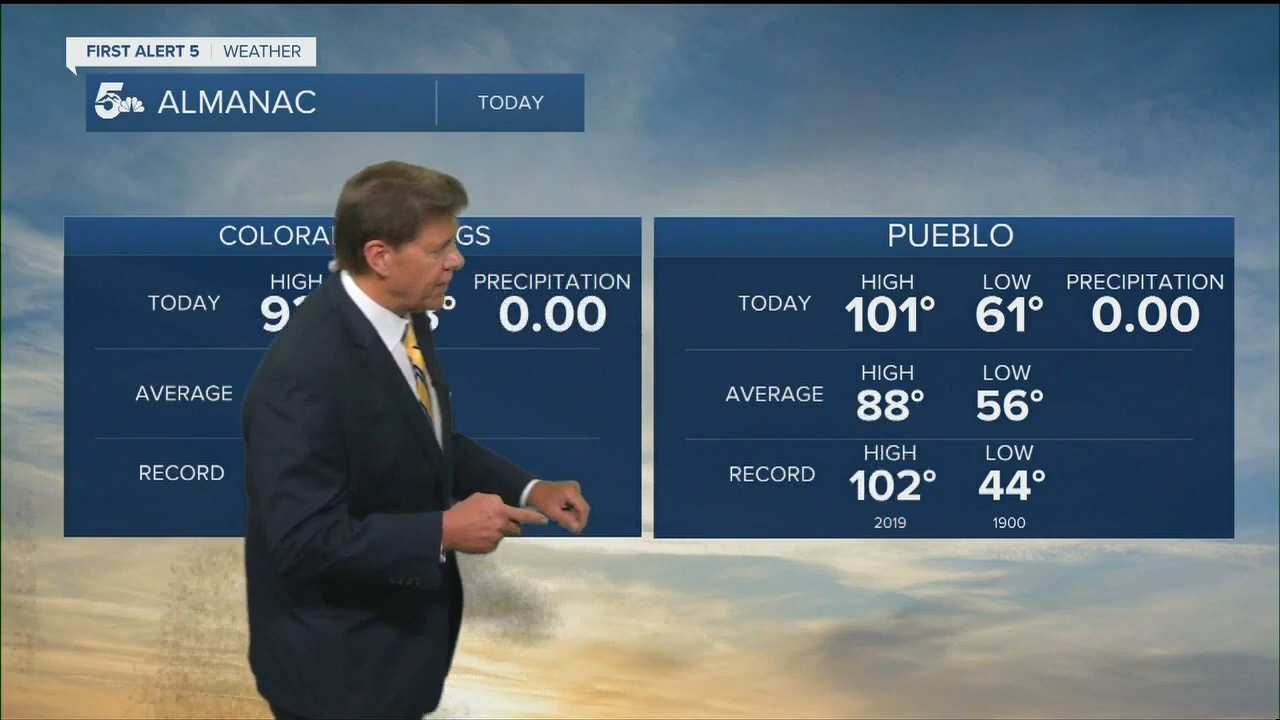 FIRST ALERT 5 | WEATHER
5 ALMANAC | TODAY
PUEBLO
HIGH PRECIPITATION
TODAY 0.00
AVERAGE
RECORD
HIGH LOW PRECIPITATION
TODAY 101° 61° 0.00
HIGH LOW
AVERAGE 88° 56°
HIGH LOW
RECORD 102° 44°
2019 1900